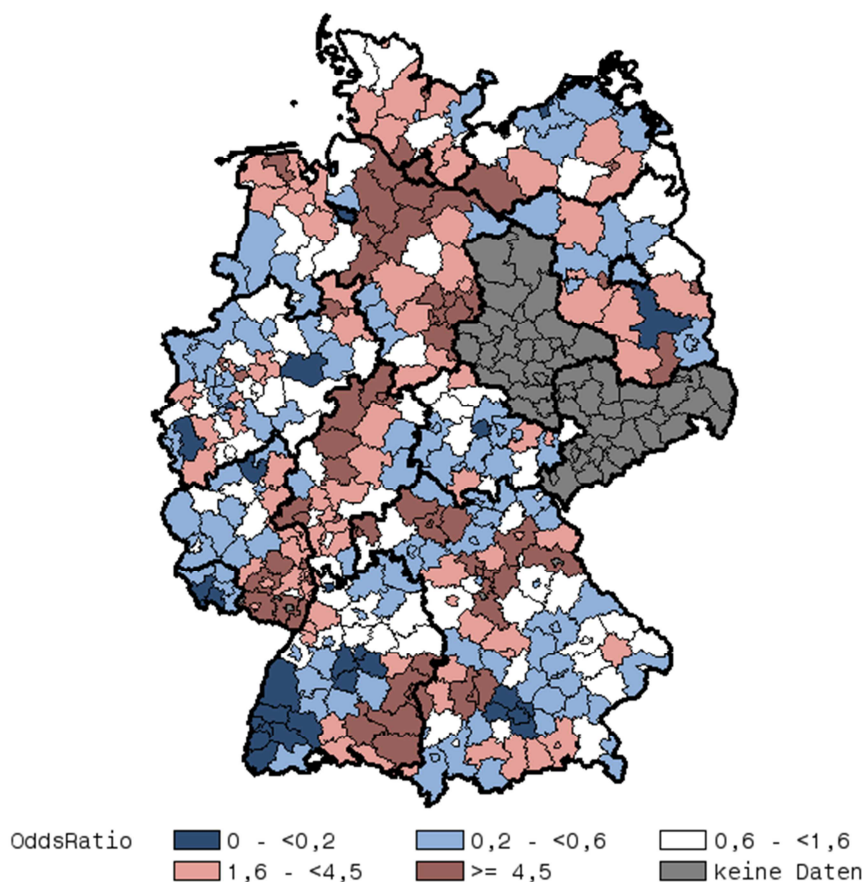 OddsRatio 0 - <0,2 0,2 - <0,6 0,6 - <1,6
1,6 - <4,5 >= 4,5 keine Daten